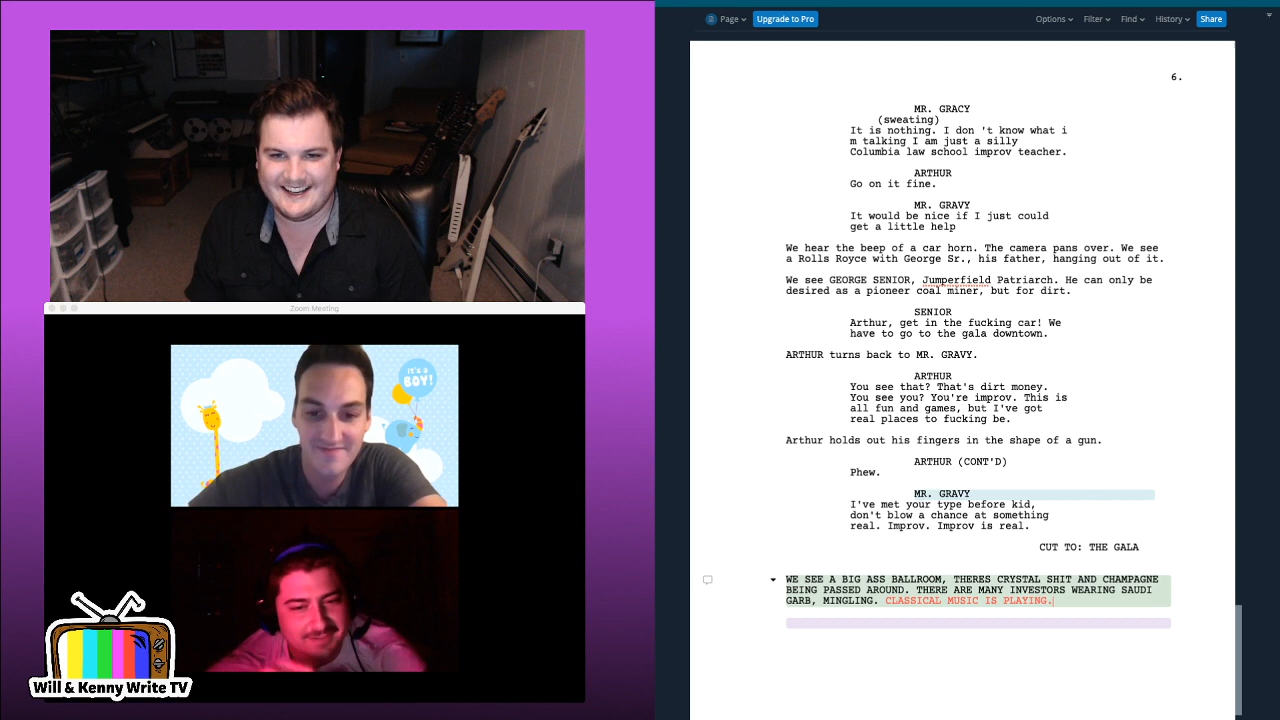 Page
Upgrade to Pro
Options
Filter
Find
History
Share
6.
MR. GRACY
(sweating)
It is nothing. I don 't know what i
m talking I am just a silly
Columbia law school improv teacher.
ARTHUR
Go on it fine.
MR. GRAVY
It would be nice if I just could
get a little help
We hear the beep of a car horn. The camera pans over. We see
a Rolls Royce with George Sr., his father, hanging out of it.
We see GEORGE SENIOR, Jumperfield Patriarch. He can only be
desired as a pioneer coal miner, but for dirt.
SENIOR
Arthur, get in the fucking car! We
have to go to the gala downtown.
ARTHUR turns back to MR. GRAVY.
ARTHUR
You see that? That's dirt money.
You see you? You're improv. This is
all fun and games, but I've got
real places to fucking be.
Arthur holds out his fingers in the shape of a gun.
ARTHUR (CONT'D)
Phew.
MR. GRAVY
I've met your type before kid,
don't blow a chance at something
real. Improv. Improv is real.
CUT TO: THE GALA
WE SEE A BIG ASS BALLROOM, THERES CRYSTAL SHIT AND CHAMPAGNE
BEING PASSED AROUND. THERE ARE MANY INVESTORS WEARING SAUDI
GARB, MINGLING. CLASSICAL MUSIC IS PLAYING.
Zoom Meeting
IT'S A
BOY!
Will & Kenny Write TV